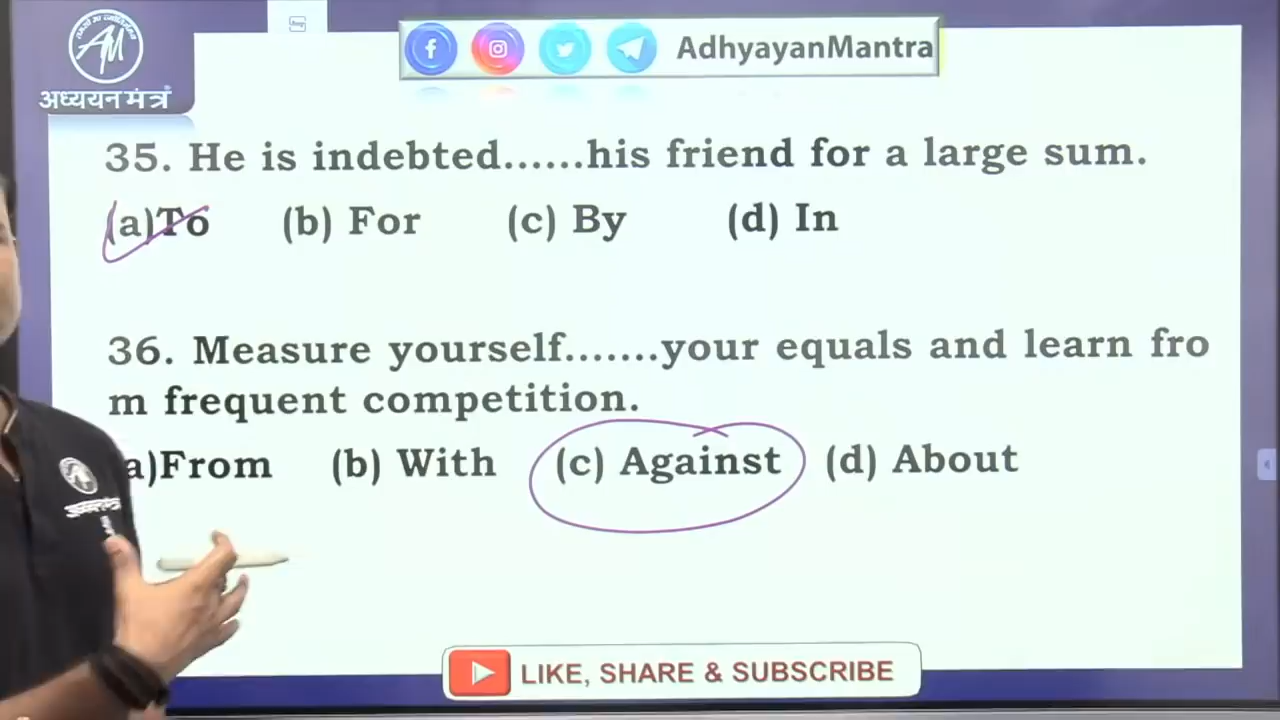 अध्ययन मंत्र
AdhyayanMantra
35. He is indebted......his friend for a large sum.
(a)To (b) For (c) By (d) In
36. Measure yourself.......your equals and learn fro
m frequent competition.
a)From (b) With (c) Against (d) About
LIKE, SHARE & SUBSCRIBE